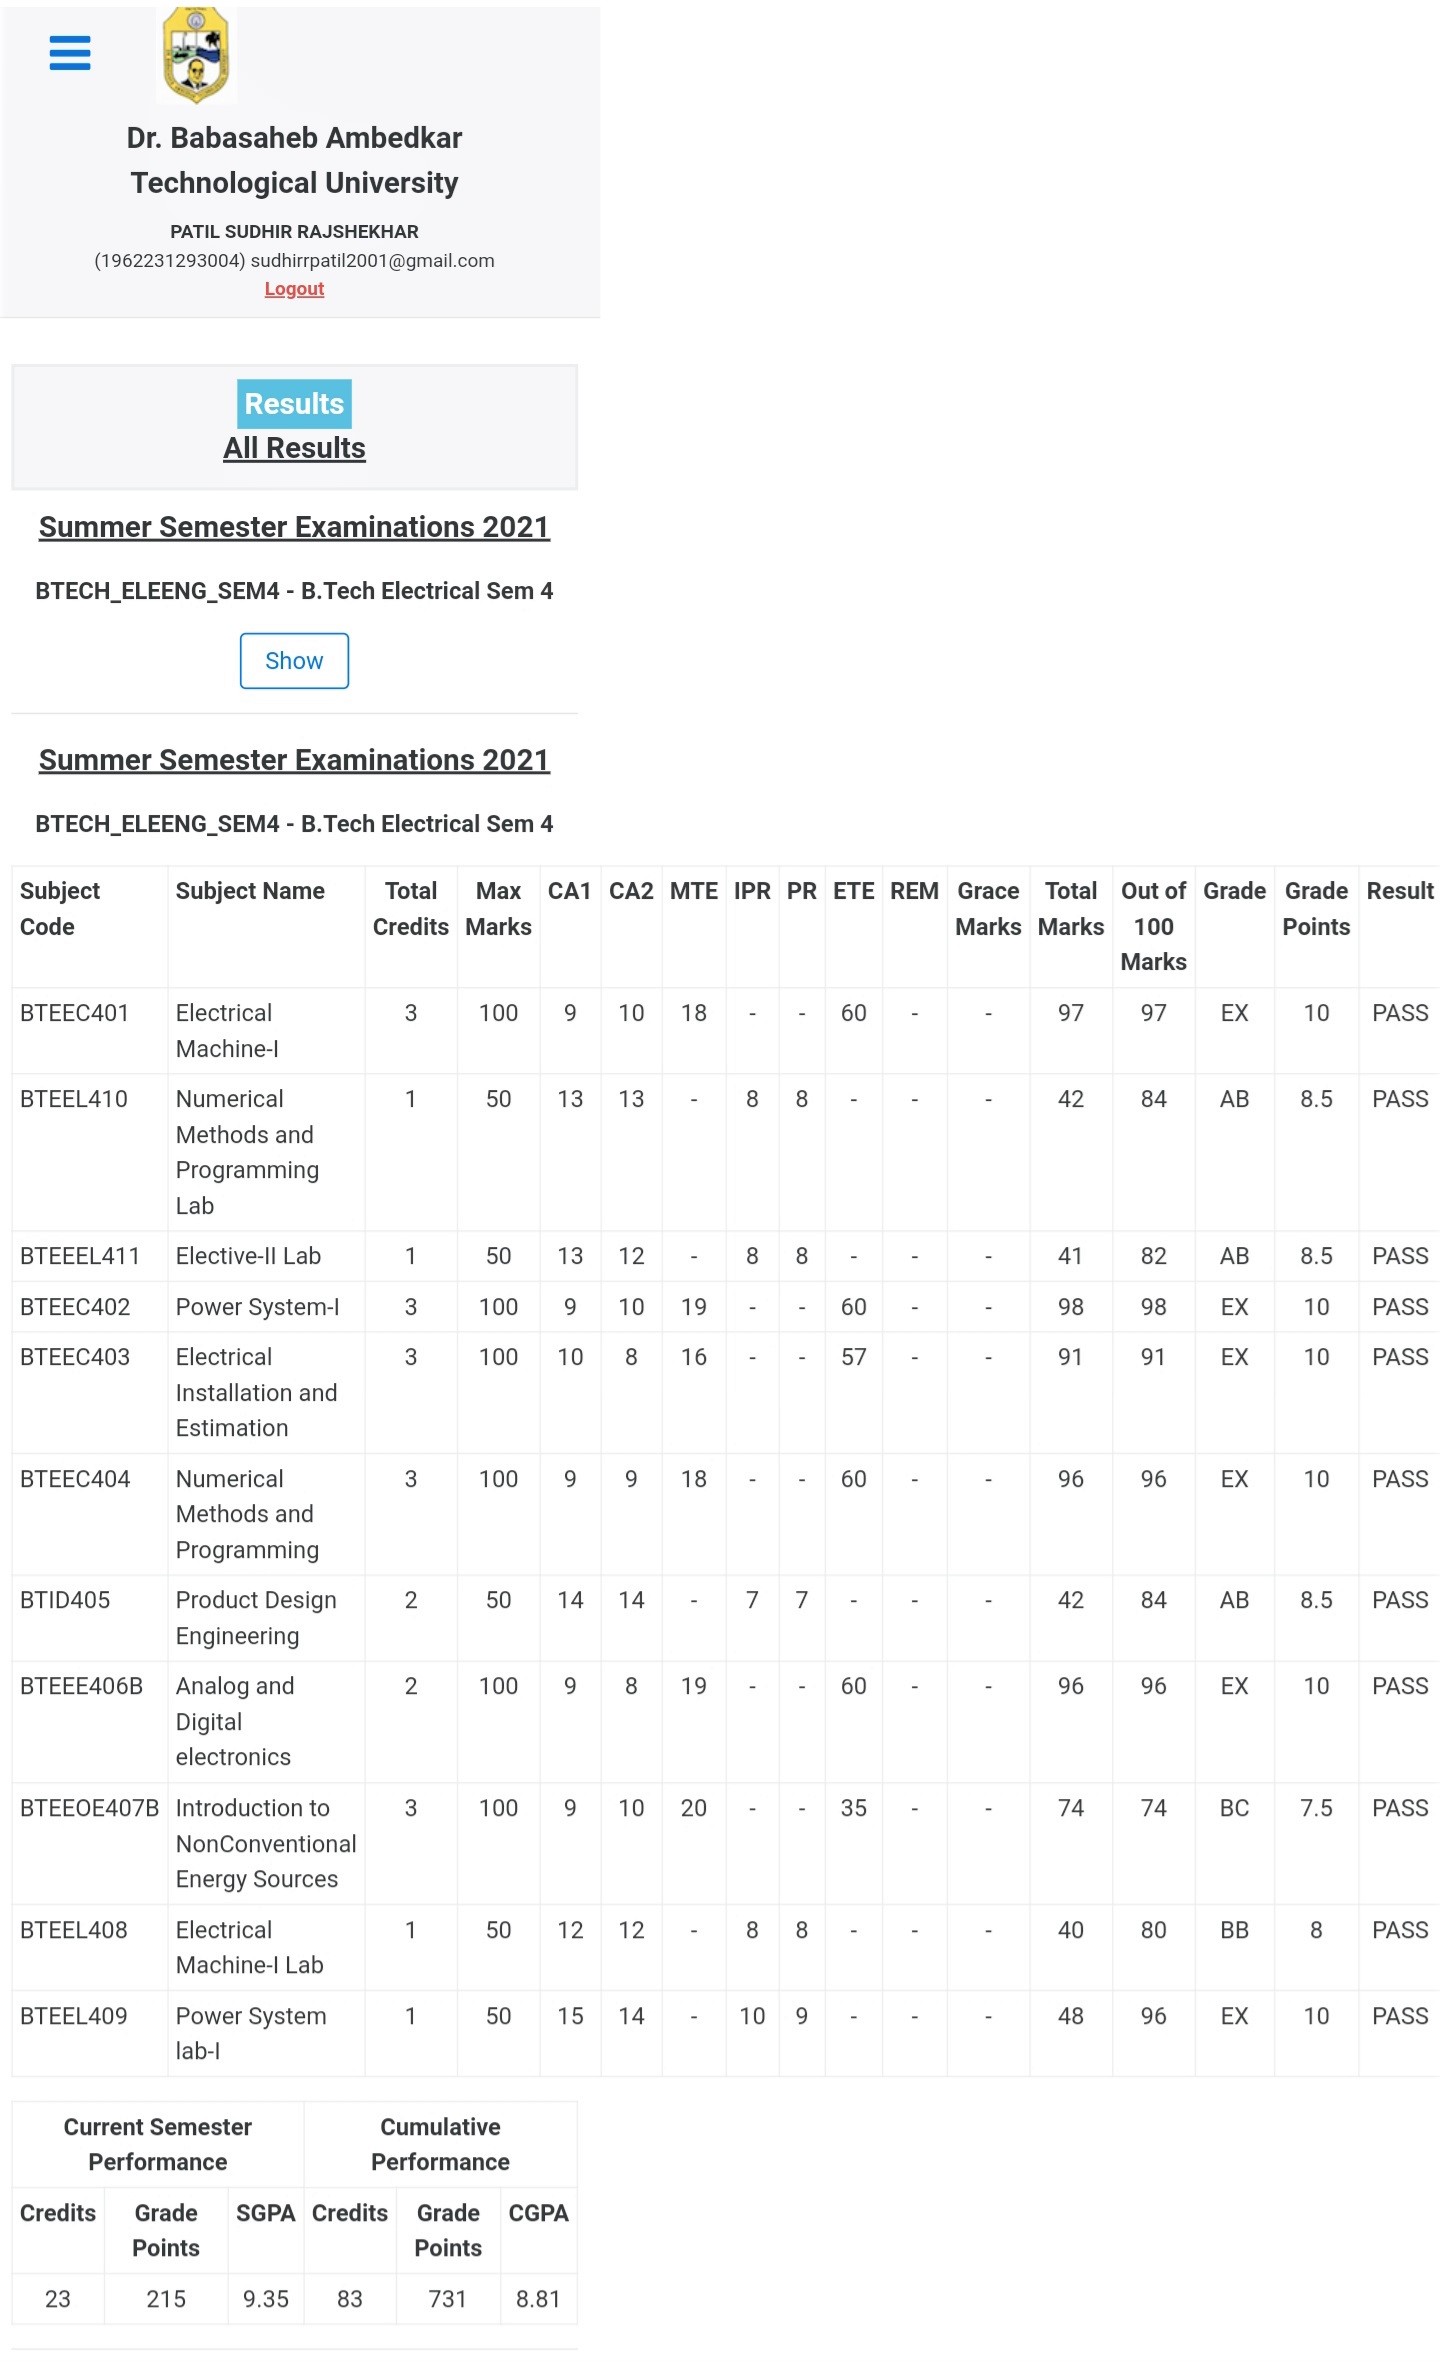 Dr. Babasaheb Ambedkar
Technological University
PATIL SUDHIR RAJSHEKHAR
(1962231293004) sudhirrpatil2001@gmail.com
Logout
Results
All Results
Summer Semester Examinations 2021
BTECH_ELEENG_SEM4 - B.Tech Electrical Sem 4
Show
Summer Semester Examinations 2021
BTECH_ELEENG_SEM4 - B.Tech Electrical Sem 4
Subject Subject Name Total Max CA1 CA2 MTE IPR PR ETE REM Grace Total Out of Grade Grade Result
Code Credits Marks Marks Marks 100 Points
Marks
BTEEC401 Electrical 3 100 9 10 18 - - 60 - - 97 97 EX 10 PASS
Machine-I
BTEEL410 Numerical 1 50 13 13 - 8 8 - - - 42 84 AB 8.5 PASS
Methods and
Programming
Lab
BTEEEL411 Elective-II Lab 1 50 13 12 - 8 8 - - - 41 82 AB 8.5 PASS
BTEEC402 Power System-I 3 100 9 10 19 - - 60 - - 98 98 EX 10 PASS
BTEEC403 Electrical 3 100 10 8 16 - - 57 - - 91 91 EX 10 PASS
Installation and
Estimation
BTEEC404 Numerical 3 100 9 9 18 - - 60 - - 96 96 EX 10 PASS
Methods and
Programming
BTID405 Product Design 2 50 14 14 - 7 7 - - - 42 84 AB 8.5 PASS
Engineering
BTEEE406B Analog and 2 100 9 8 19 - - 60 - - 96 96 EX 10 PASS
Digital
electronics
BTEEOE407B Introduction to 3 100 9 10 20 - - 35 - - 74 74 BC 7.5 PASS
NonConventional
Energy Sources
BTEEL408 Electrical 1 50 12 12 - 8 8 - - - 40 80 BB 8 PASS
Machine-I Lab
BTEEL409 Power System 1 50 15 14 - 10 9 - - - 48 96 EX 10 PASS
lab-I
Current Semester Cumulative
Performance Performance
Credits Grade SGPA Credits Grade CGPA
Points Points
23 215 9.35 83 731 8.81